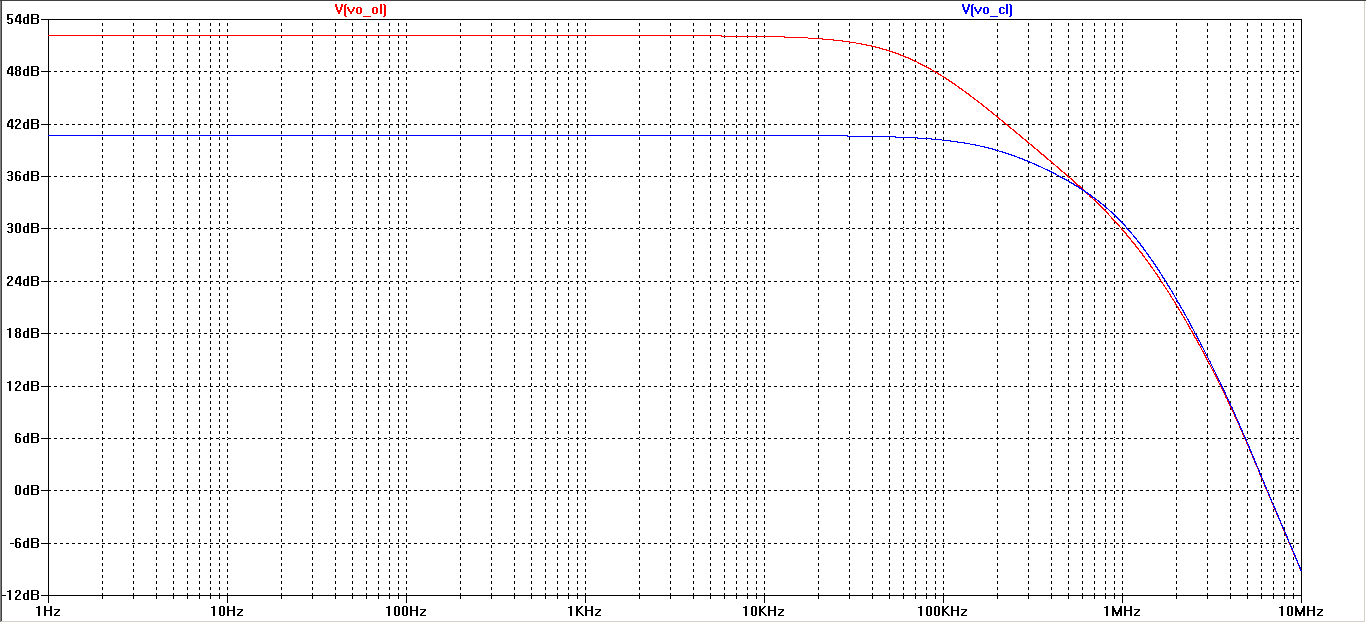 V(vo_ol) V(vo_cl)
54dB
48dB
42dB
36dB
30dB
24dB
18dB
12dB
6dB
0dB
-6dB
-12dB
1Hz 10Hz 100Hz 1KHz 10KHz 100KHz 1MHz 10MHz